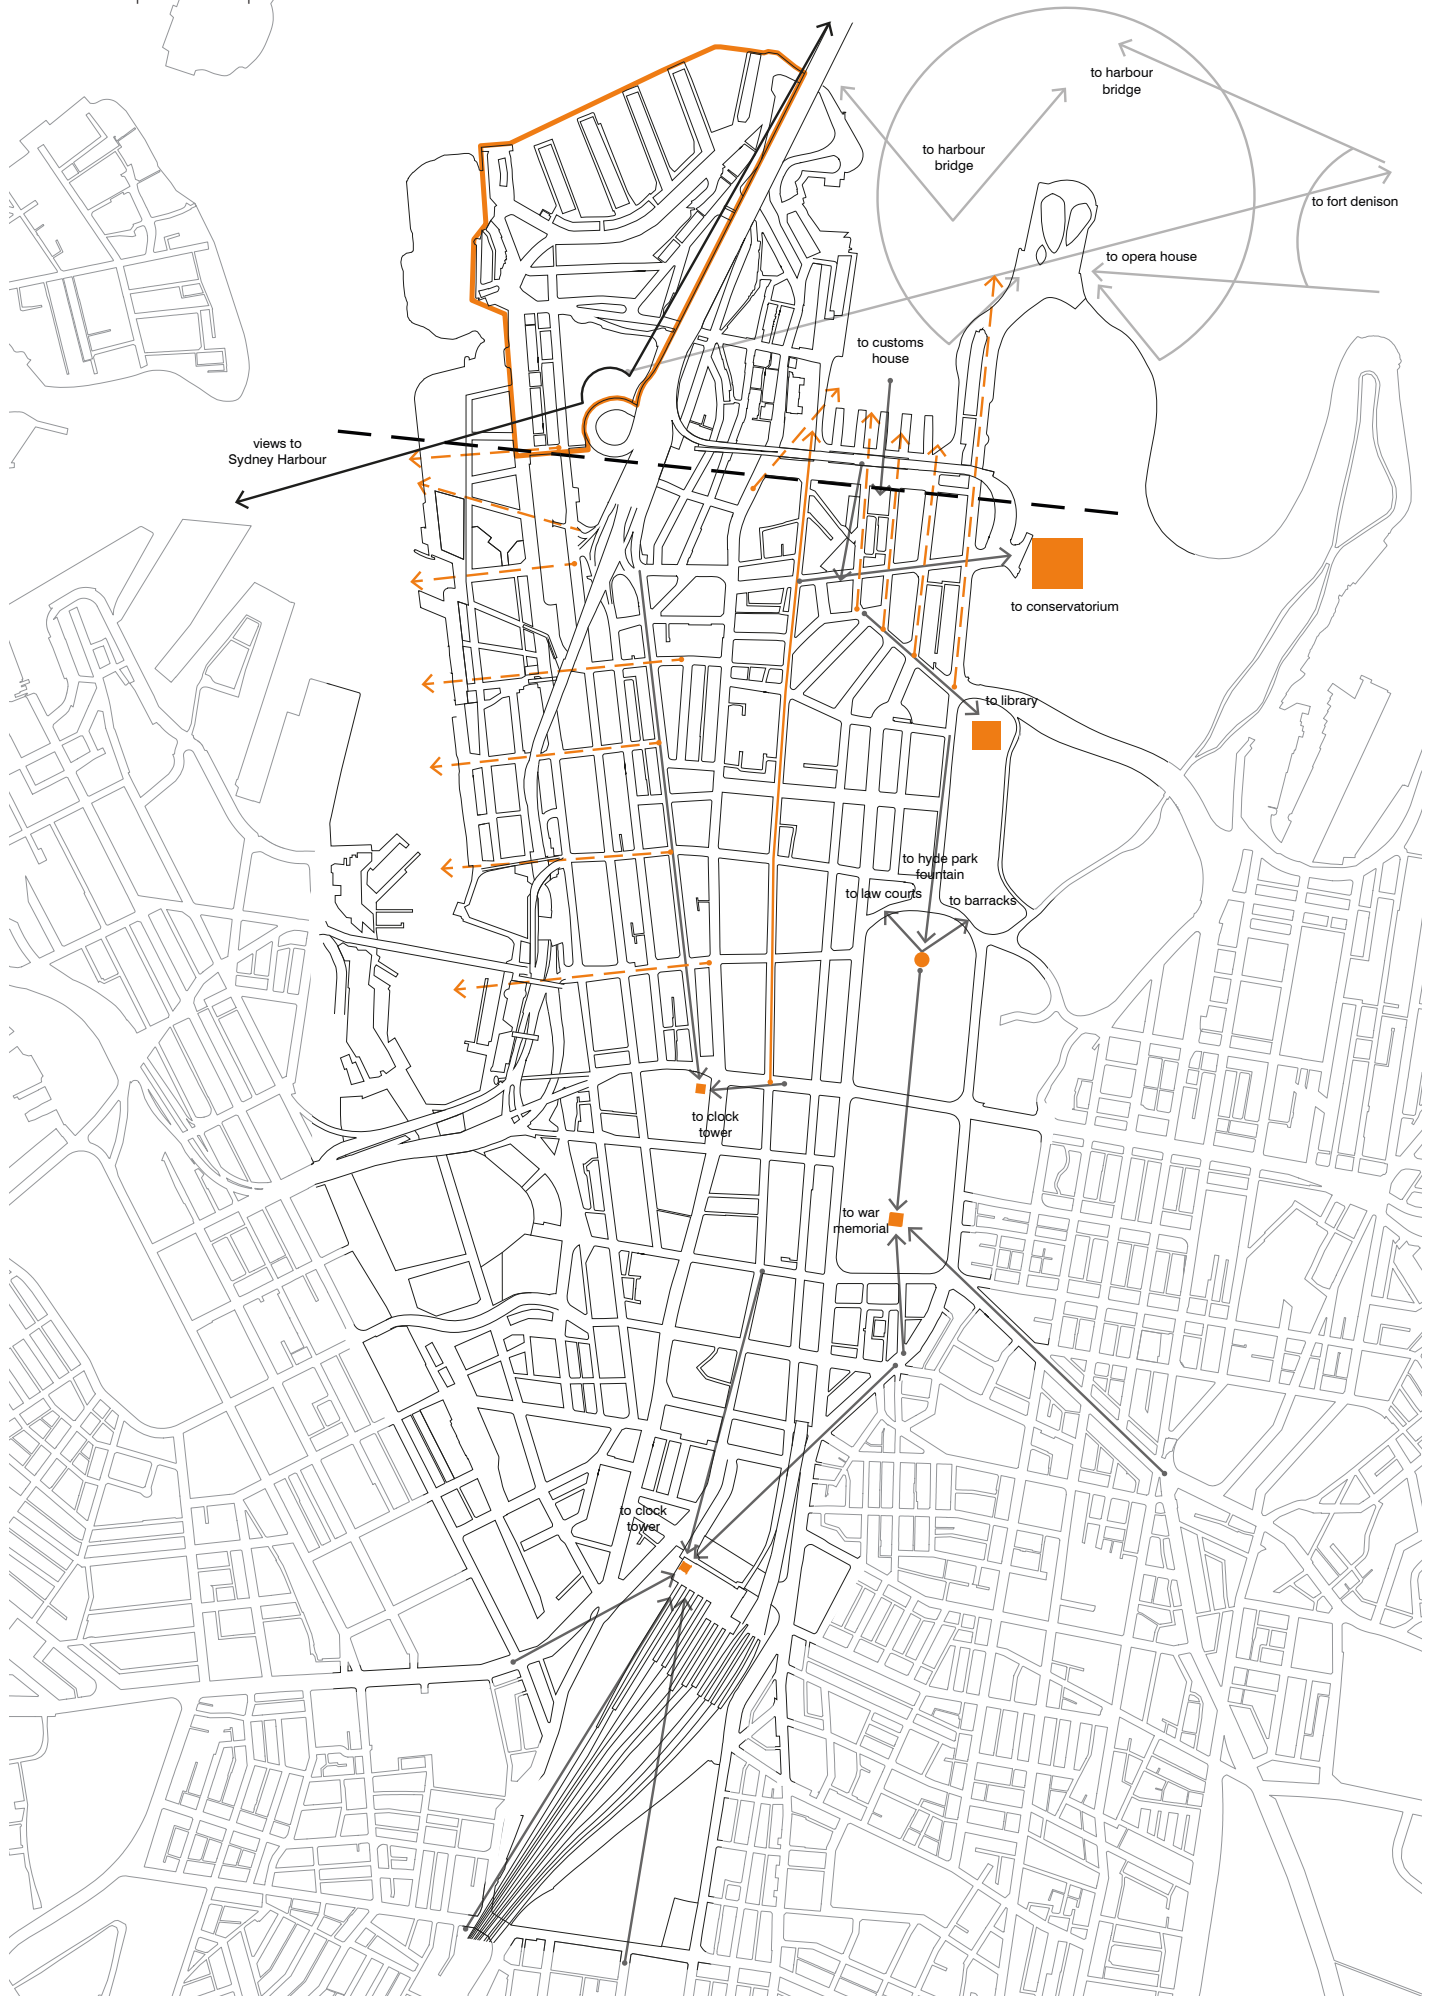 to harbour
bridge
to harbour
bridge
to fort denison
to opera house
to customs
house
views to
Sydney Harbour
to conservatorium
to library
to hyde park
fountain
to law courts
to barracks
to clock
tower
to war
memorial
to clock
tower